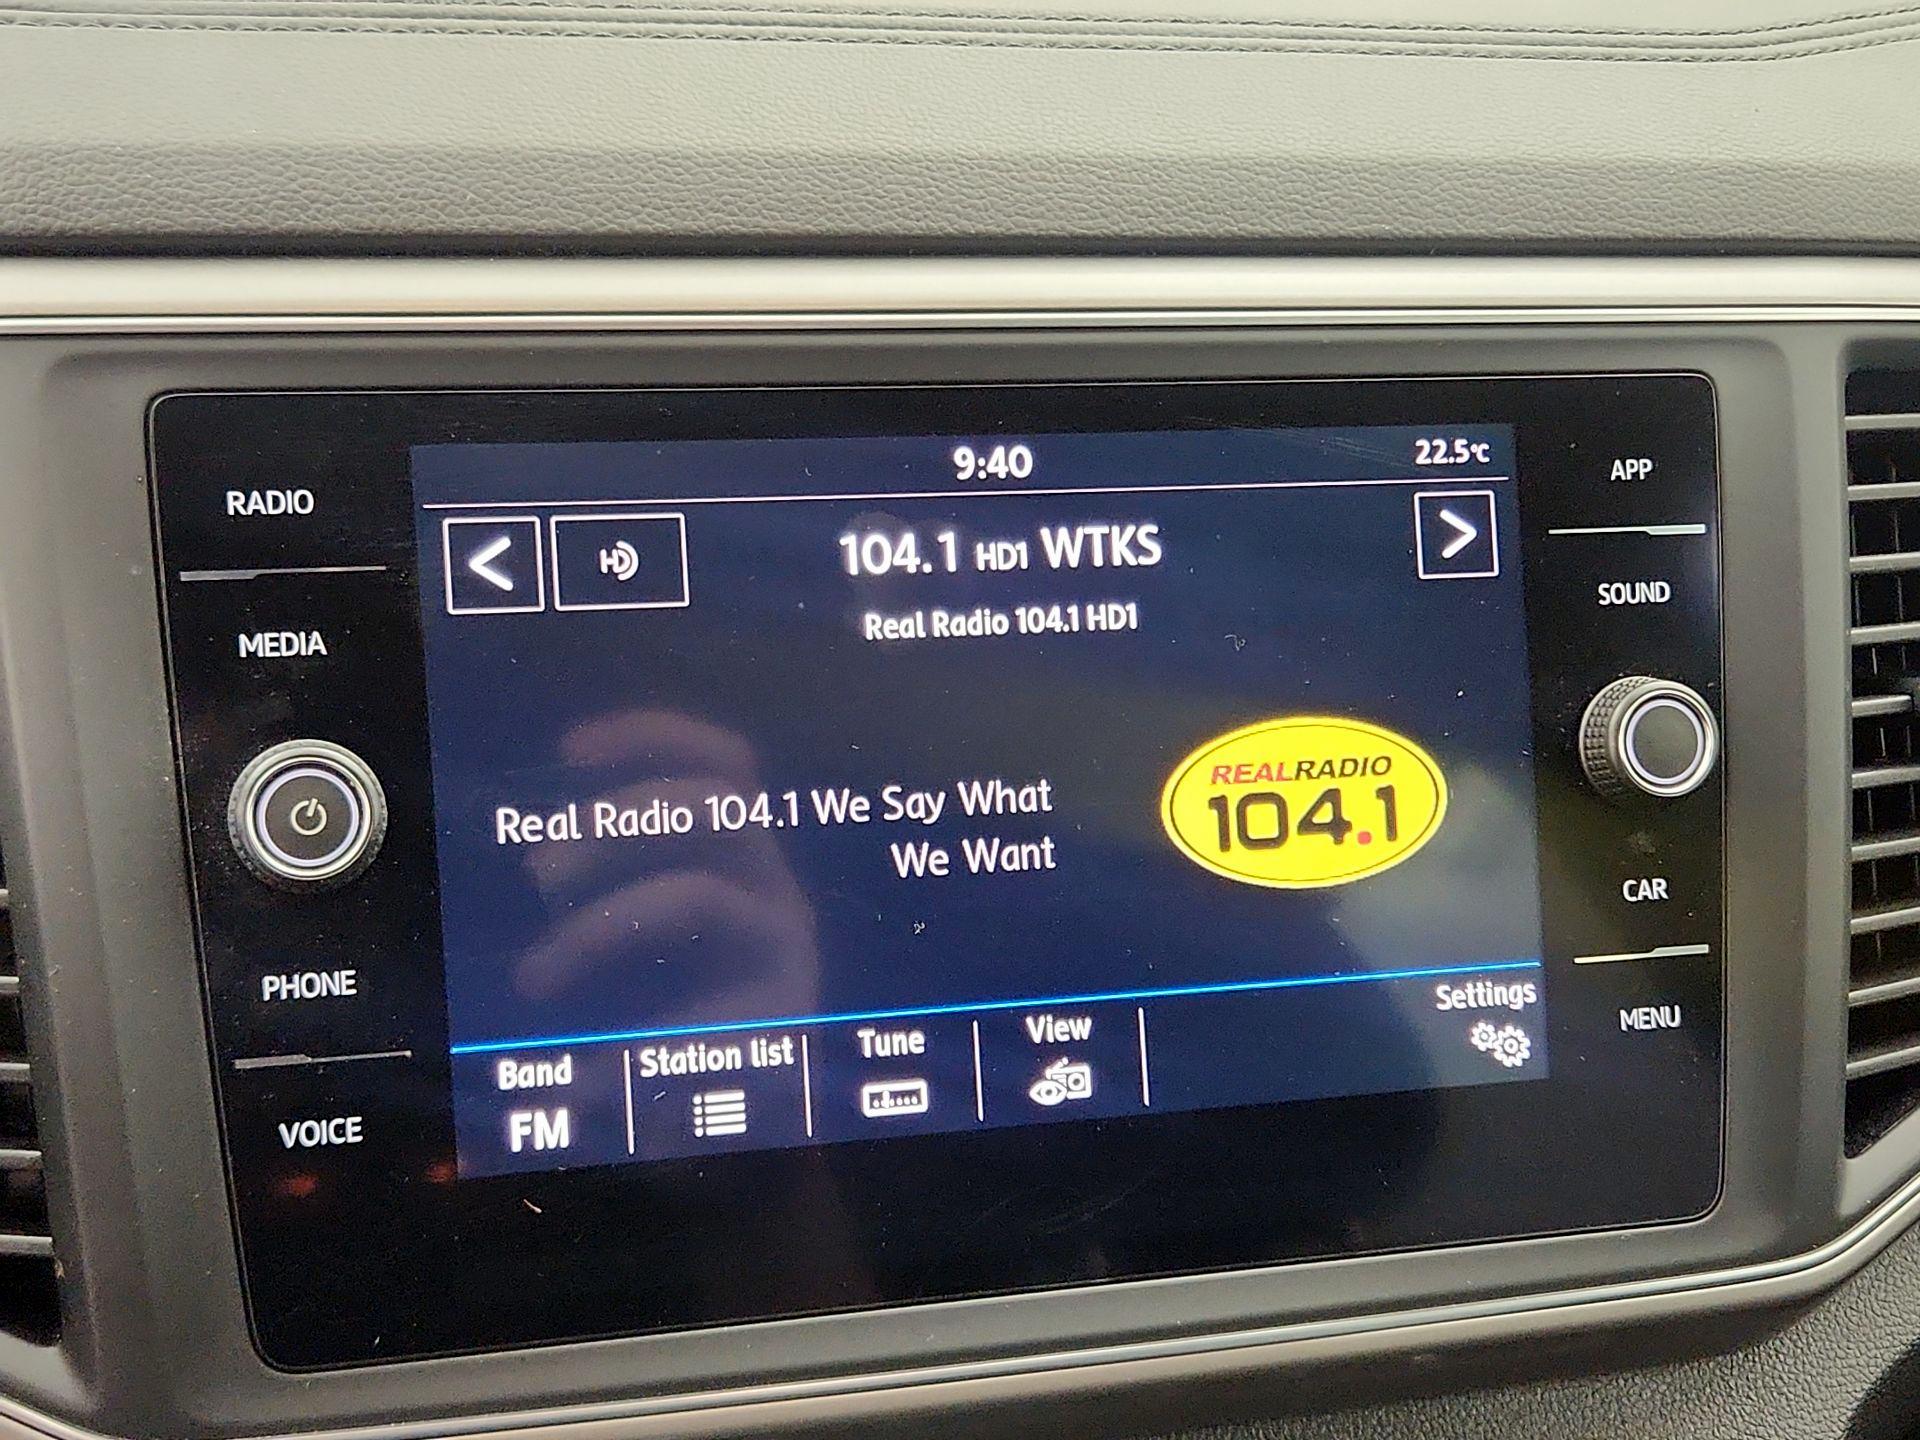 9:40
22.5°C
RADIO
MEDIA
PHONE
VOICE
HD
104.1 HD1 WTKS
Real Radio 104.1 HD1
Real Radio 104.1 We Say What
We Want
REALRADIO
104.1
Band
FM
Station list
Tune
View
Settings
APP
SOUND
CAR
MENU